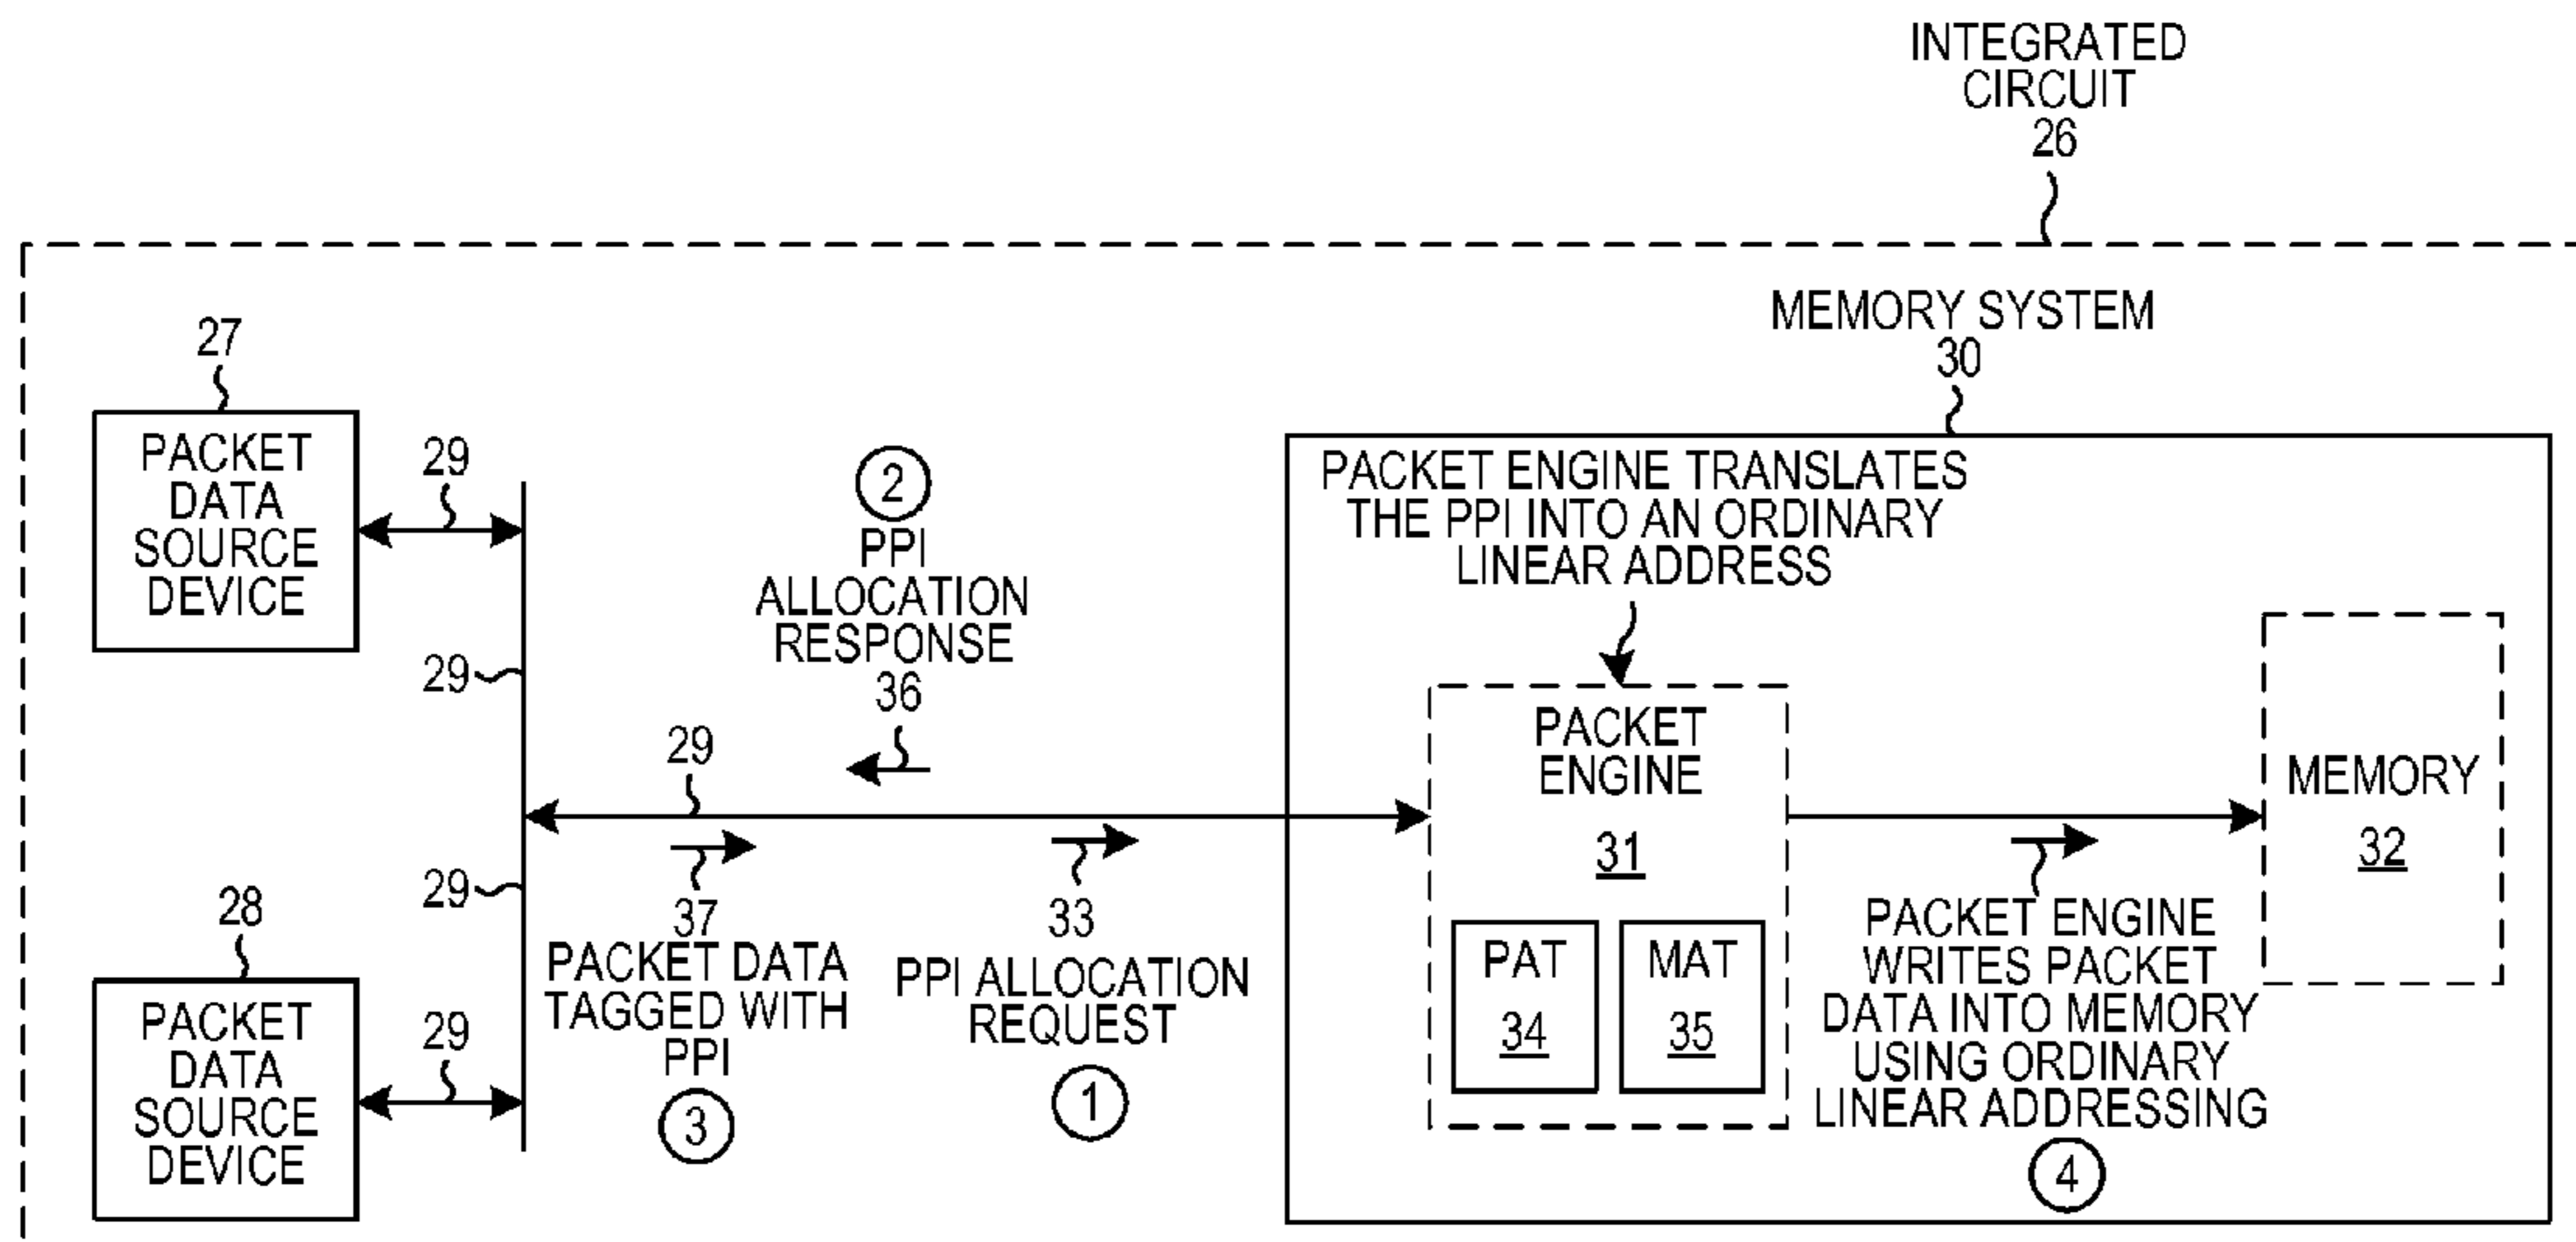 INTEGRATED
CIRCUIT
26
MEMORY SYSTEM
30
27
PACKET
DATA
SOURCE
DEVICE
29
29
2
PPI
ALLOCATION
RESPONSE
36
29
29
37
PACKET DATA
TAGGED WITH
PPI
3
33
PPI ALLOCATION
REQUEST
1
28
PACKET
DATA
SOURCE
DEVICE
29
PACKET ENGINE TRANSLATES
THE PPI INTO AN ORDINARY
LINEAR ADDRESS
PACKET
ENGINE
31
PAT
34
MAT
35
MEMORY
32
PACKET ENGINE
WRITES PACKET
DATA INTO MEMORY
USING ORDINARY
LINEAR ADDRESSING
4